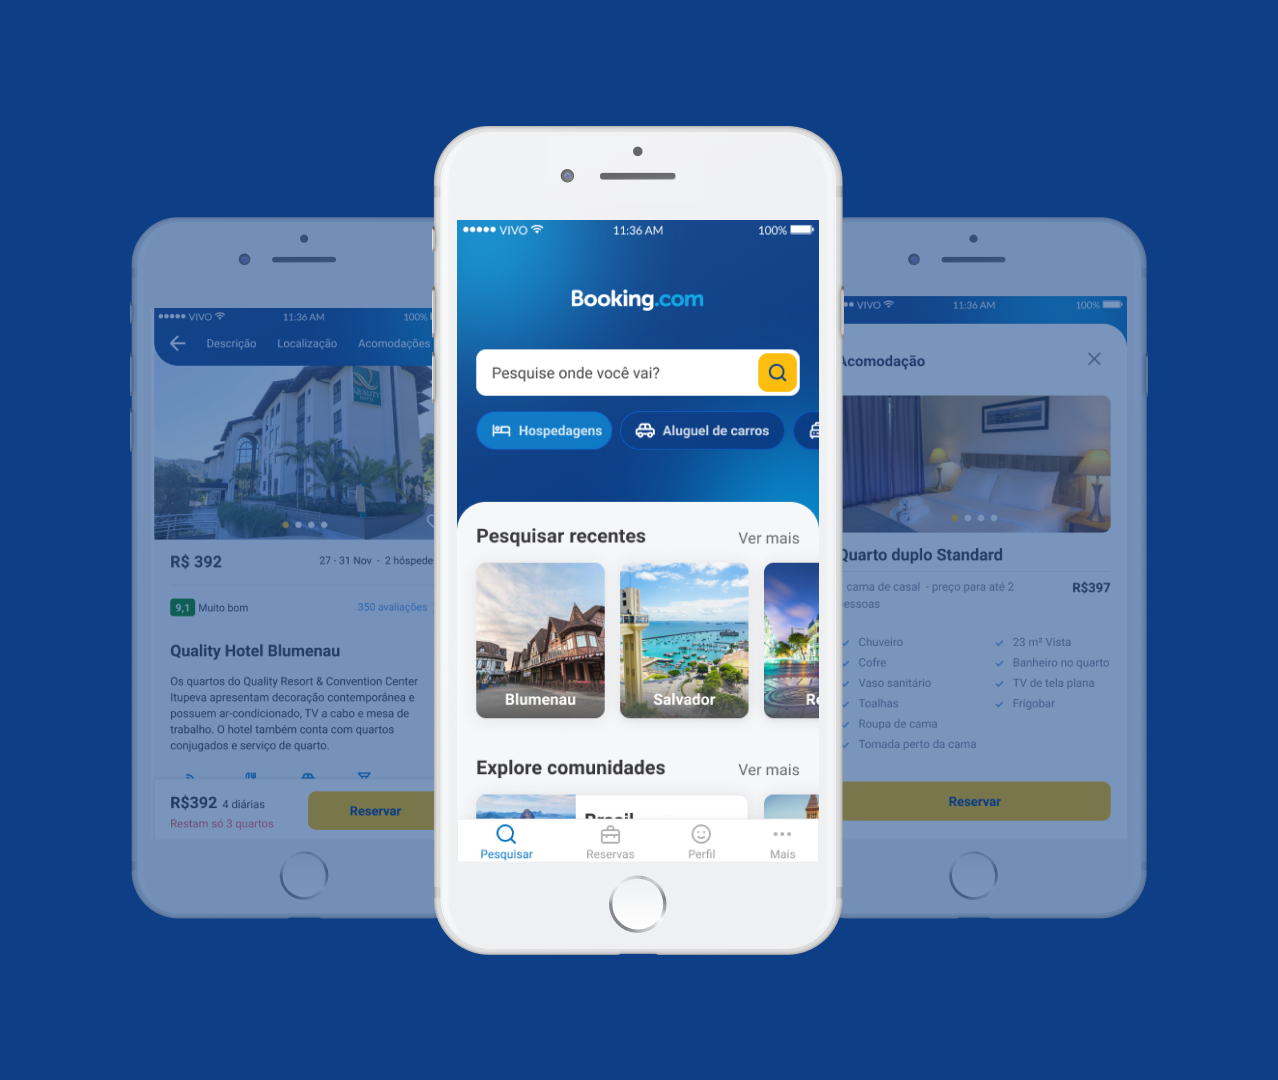 VIVO 11:36 AM 100%
Booking.com
Pesquise onde você vai?
Hospedagens Aluguel de carros
Pesquisar recentes Ver mais
Blumenau Salvador
Explore comunidades Ver mais
Brasil
Pesquisar Reservas Perfil Mais
VIVO 11:36 AM 100%
Descrição Localização Acomodações
QUALITY
R$ 392 27 - 31 Nov - 2 hóspede
9,1 Muito bom 350 avaliações
Quality Hotel Blumenau
Os quartos do Quality Resort & Convention Center
Itupeva apresentam decoração contemporânea e
possuem ar-condicionado, TV a cabo e mesa de
trabalho. O hotel também conta com quartos
conjugados e serviço de quarto.
R$392 4 diárias
Restam só 3 quartos
Reservar
VIVO 11:36 AM 100%
Acomodação
Quarto duplo Standard
cama de casal - preço para até 2
essoas
R$397
Chuveiro
Cofre
Vaso sanitário
Toalhas
Roupa de cama
Tomada perto da cama
23 m² Vista
Banheiro no quarto
TV de tela plana
Frigobar
Reservar